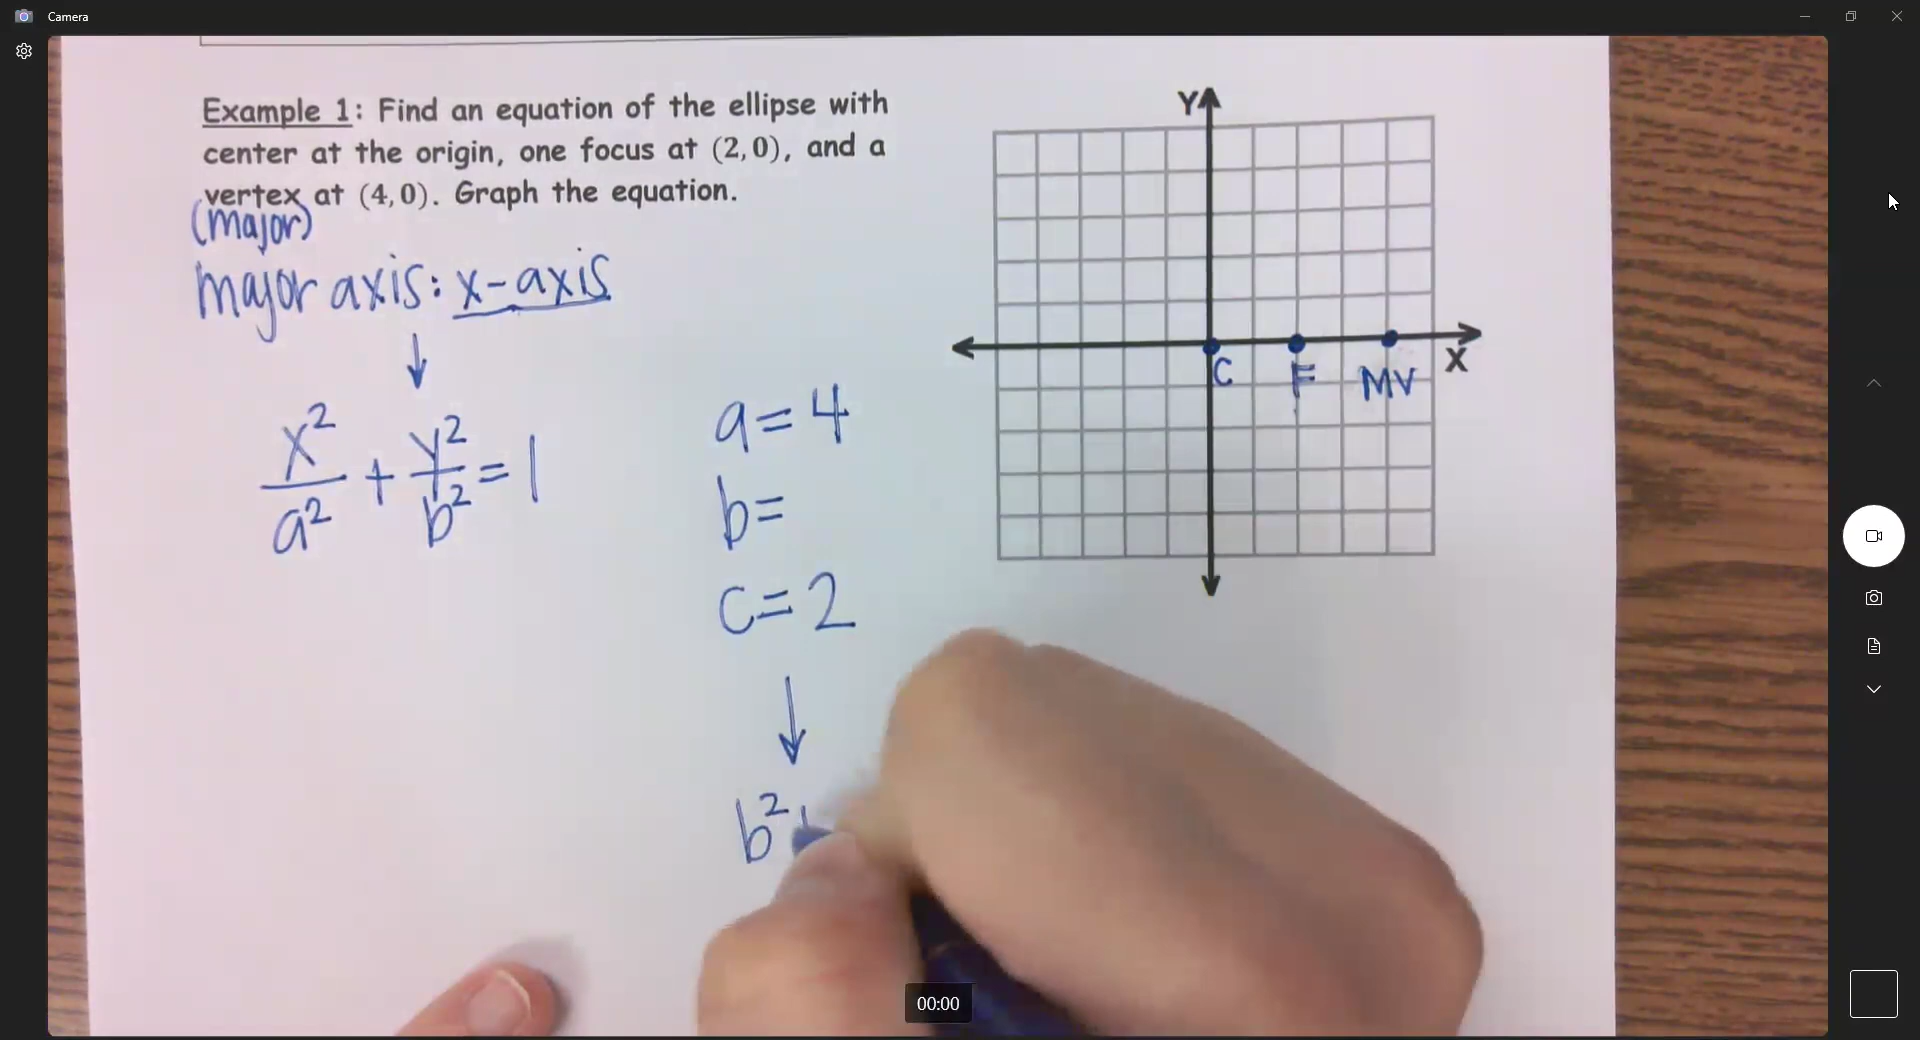 Camera
Example 1: Find an equation of the ellipse with
center at the origin, one focus at (2,0), and a
vertex at (4,0). Graph the equation.
(major)
major axis: x-axis
x²/a² + y²/b² = 1
a = 4
b =
c = 2
b²
Y
X
C
F
MV
00:00